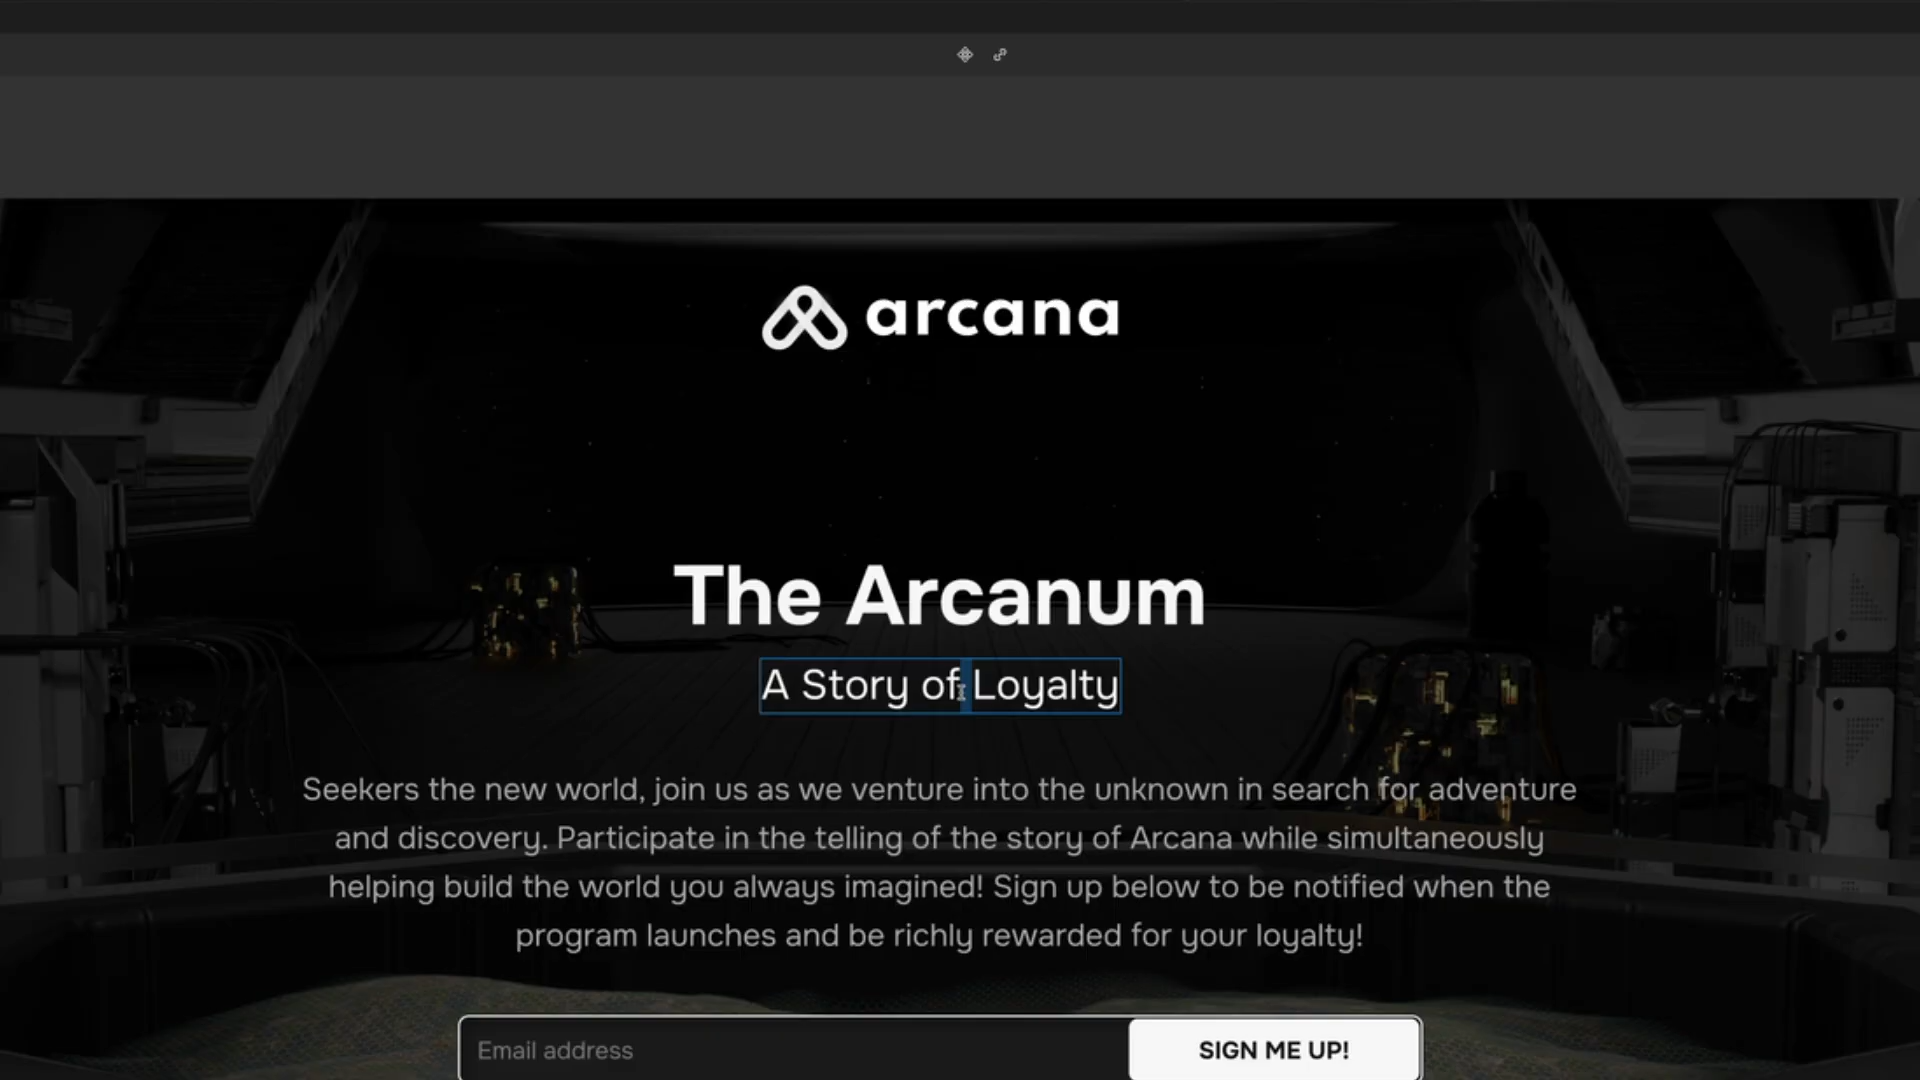 arcana
The Arcanum
A Story of Loyalty
Seekers the new world, join us as we venture into the unknown in search for adventure
and discovery. Participate in the telling of the story of Arcana while simultaneously
helping build the world you always imagined! Sign up below to be notified when the
program launches and be richly rewarded for your loyalty!
Email address
SIGN ME UP!